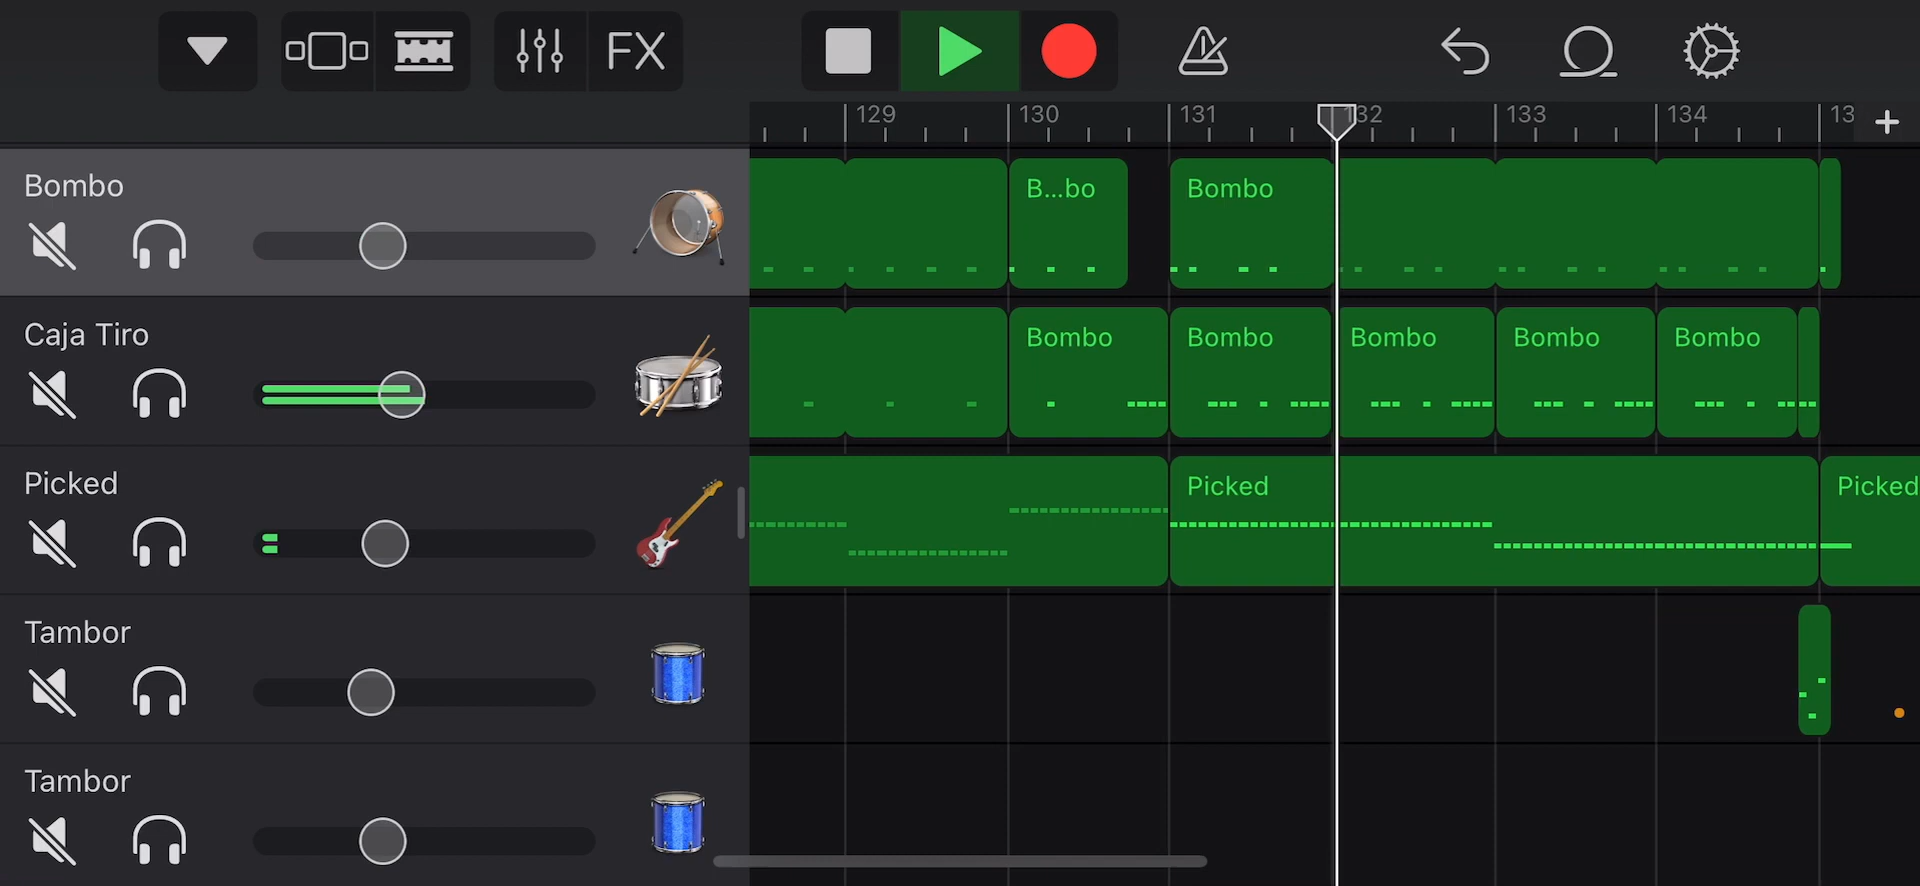 FX
129 130 131 132 133 134 13
Bombo
B...bo Bombo
Caja Tiro
Bombo Bombo Bombo Bombo Bombo
Picked
Picked Picked
Tambor
Tambor